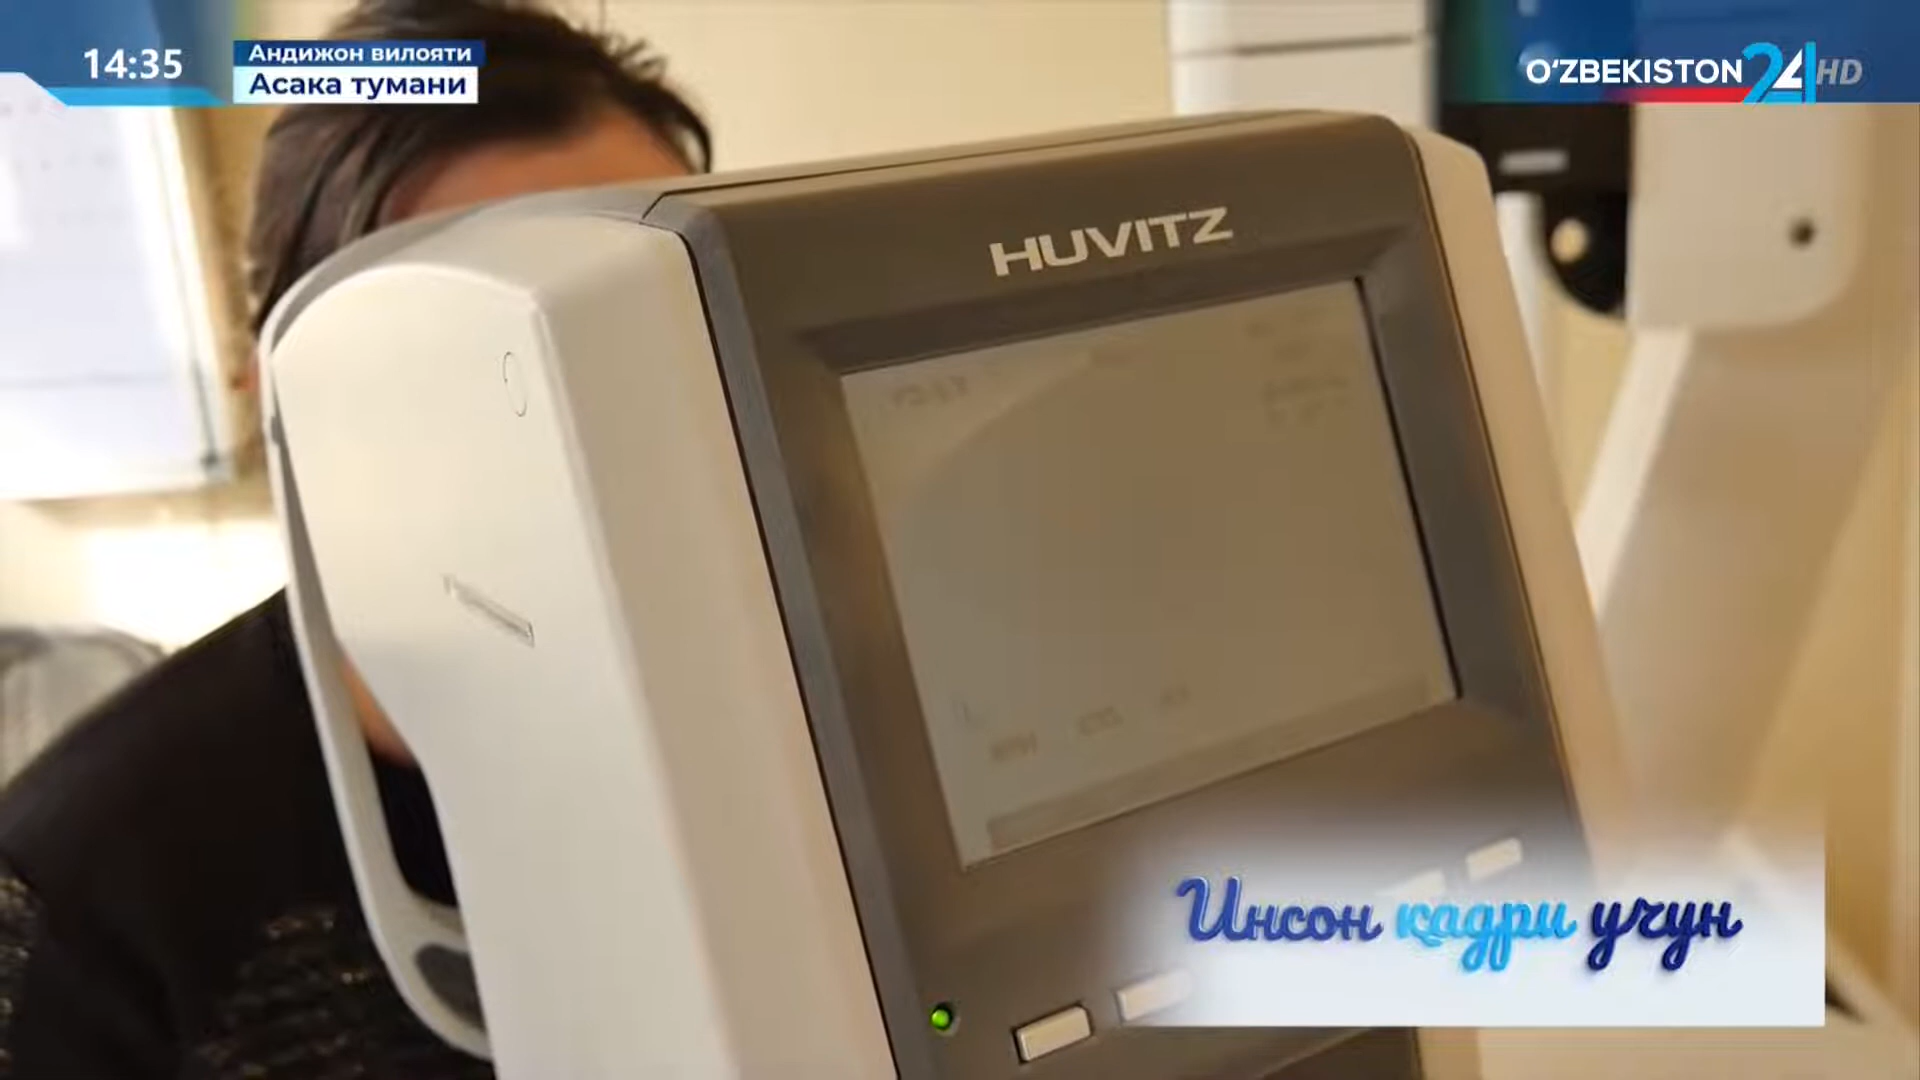 14:35
Андижон вилояти
Асака тумани
O‘ZBEKISTON 24 HD
HUVITZ
Инсон қадри учун